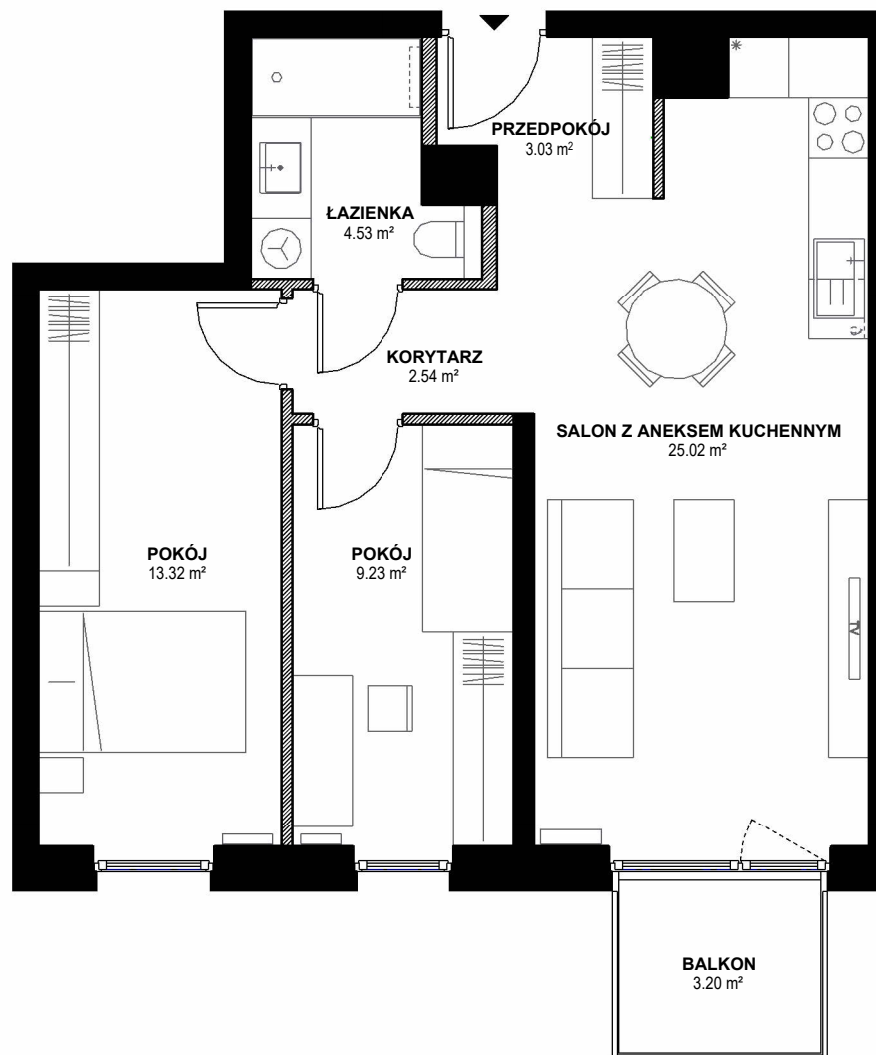 PRZEDPOKÓJ
3.03 m²
ŁAZIENKA
4.53 m²
KORYTARZ
2.54 m²
SALON Z ANEKSEM KUCHENNYM
25.02 m²
POKÓJ
13.32 m²
POKÓJ
9.23 m²
TV
BALKON
3.20 m²